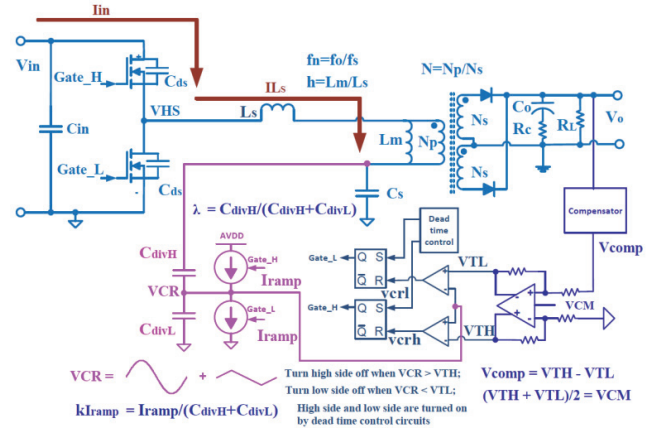 Iin
fn=fo/fs
h=Lm/Ls
N=Np/Ns
Vin
Gate_H
Cds
ILs
Ls
VHS
Cin
Gate_L
Cds
Lm
Np
Ns
Ns
Co
Rc
RL
Vo
Cs
λ = CdivH/(CdivH+CdivL)
Compensator
Vcomp
AVDD
Gate_H
Iramp
CdivH
VCR
CdivL
Gate_L
Iramp
Dead
time
control
Gate_L
Q S
Q R
vcrl
VTL
+
-
Gate_H
Q S
Q R
vcrh
VTH
+
-
-
+
VCM
VCR =
+
Turn high side off when VCR > VTH;
Turn low side off when VCR < VTL;
High side and low side are turned on
by dead time control circuits
kIramp = Iramp/(CdivH+CdivL)
Vcomp = VTH - VTL
(VTH + VTL)/2 = VCM